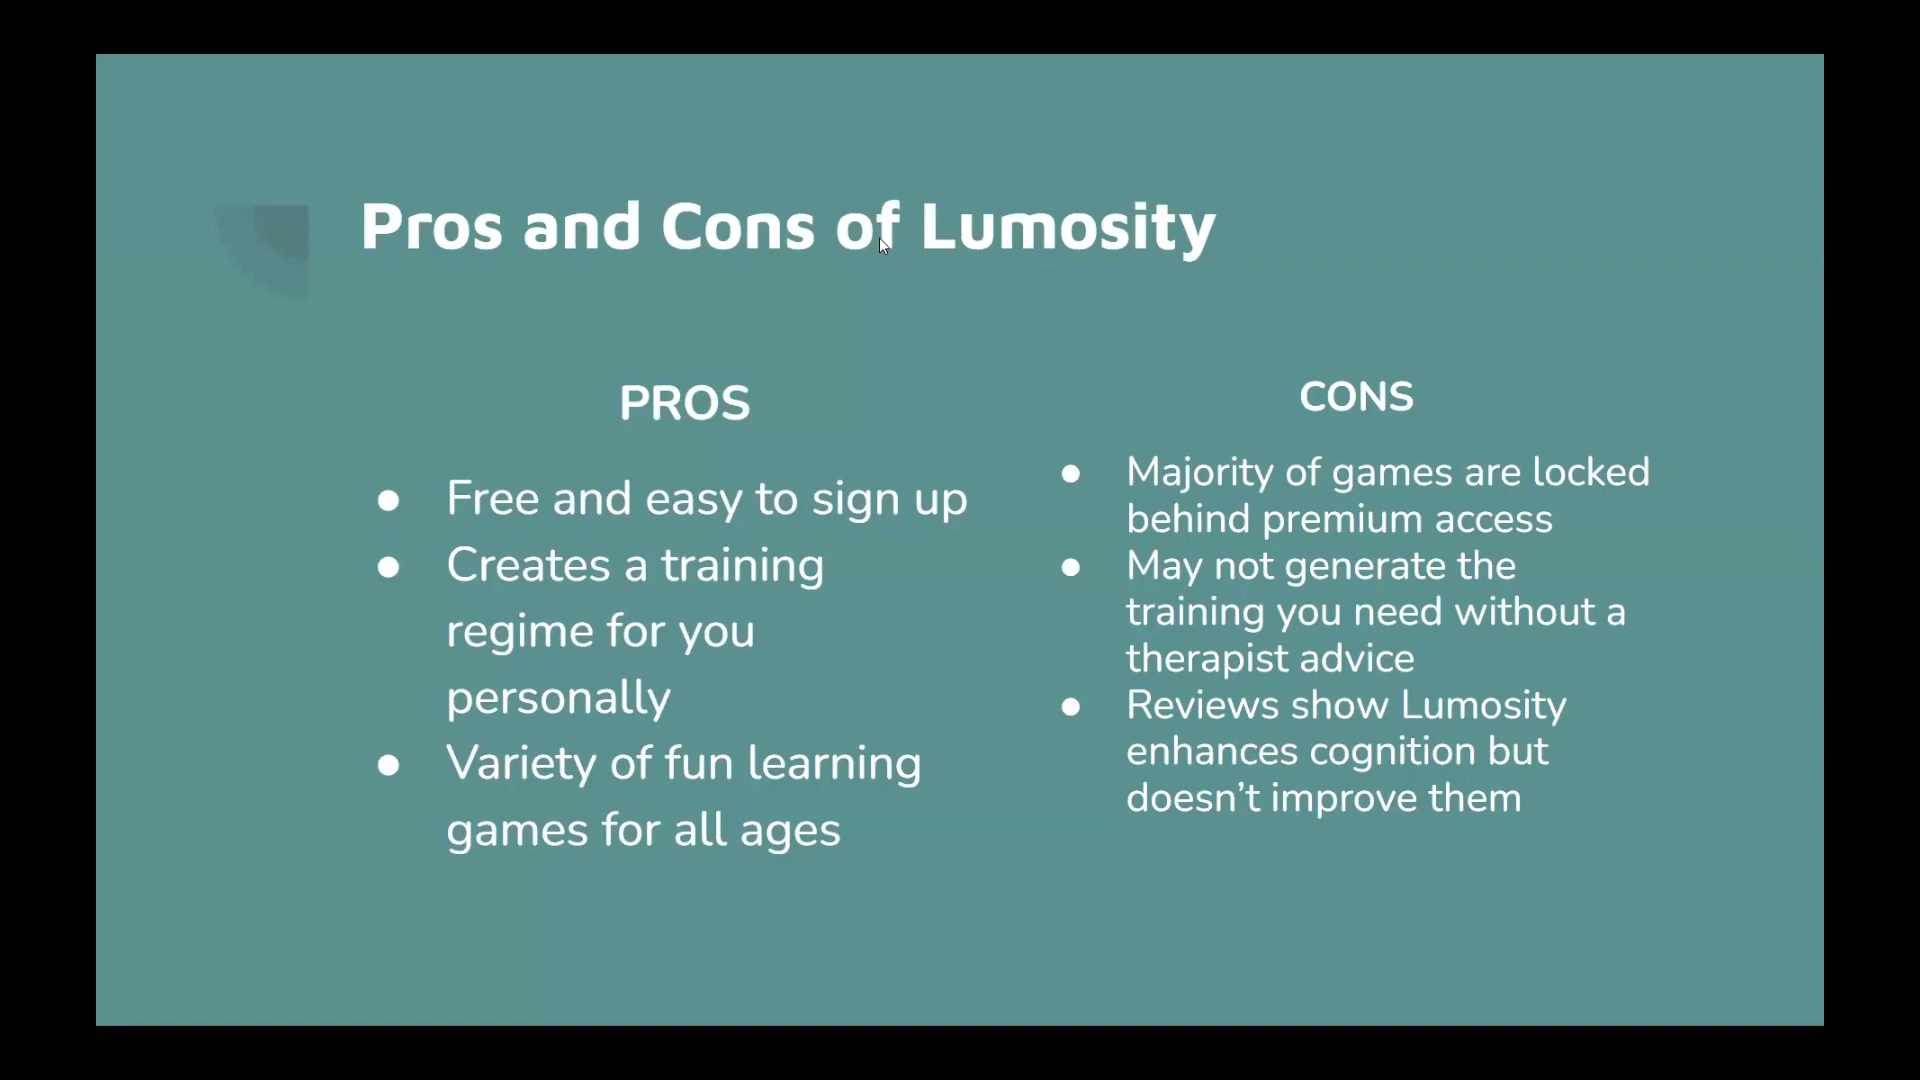 Pros and Cons of Lumosity
PROS
● Free and easy to sign up
● Creates a training
regime for you
personally
● Variety of fun learning
games for all ages
CONS
● Majority of games are locked
behind premium access
● May not generate the
training you need without a
therapist advice
● Reviews show Lumosity
enhances cognition but
doesn’t improve them